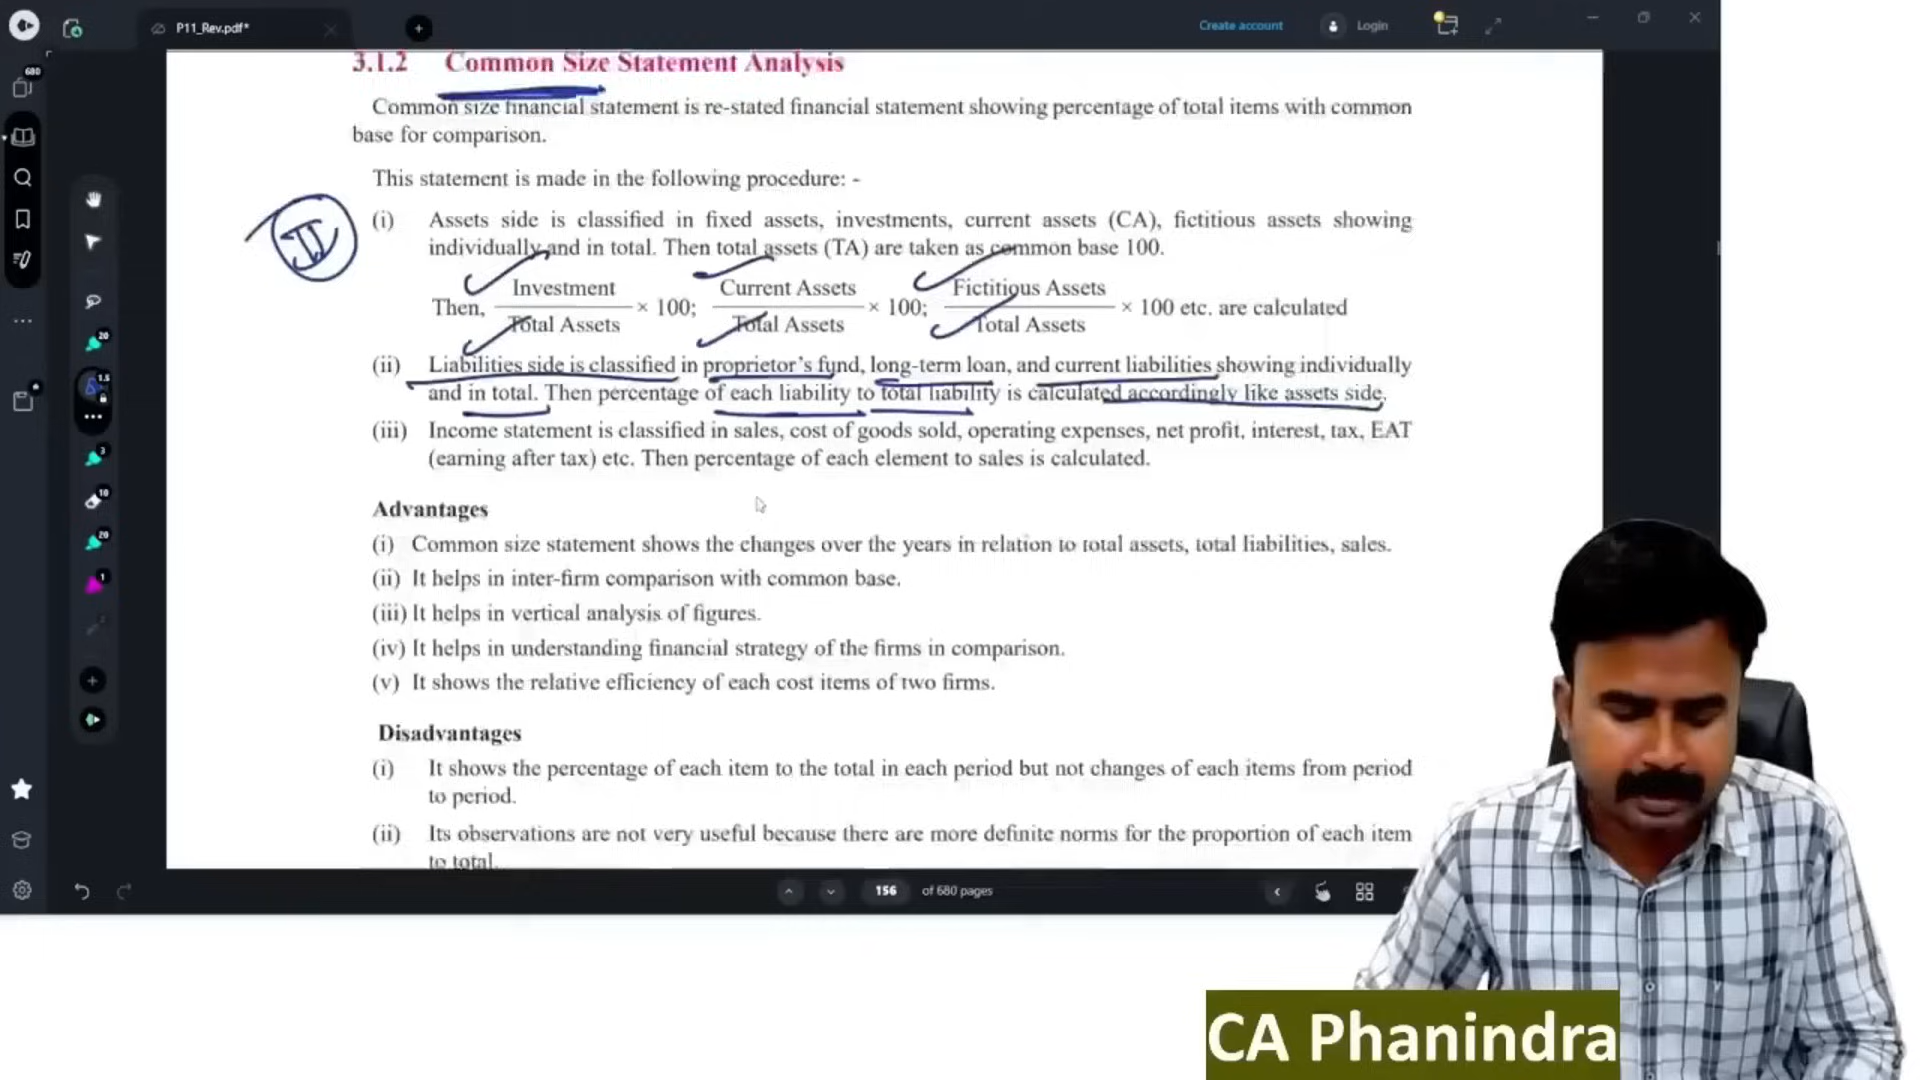 P11_Rev.pdf*
Create account
Login
680
3.1.2 Common Size Statement Analysis
Common size financial statement is re-stated financial statement showing percentage of total items with common
base for comparison.
This statement is made in the following procedure: -
II
(i) Assets side is classified in fixed assets, investments, current assets (CA), fictitious assets showing
individually and in total. Then total assets (TA) are taken as common base 100.
Then, Investment / Total Assets × 100; Current Assets / Total Assets × 100; Fictitious Assets / Total Assets × 100 etc. are calculated
(ii) Liabilities side is classified in proprietor's fund, long-term loan, and current liabilities showing individually
and in total. Then percentage of each liability to total liability is calculated accordingly like assets side.
(iii) Income statement is classified in sales, cost of goods sold, operating expenses, net profit, interest, tax, EAT
(earning after tax) etc. Then percentage of each element to sales is calculated.
Advantages
(i) Common size statement shows the changes over the years in relation to total assets, total liabilities, sales.
(ii) It helps in inter-firm comparison with common base.
(iii) It helps in vertical analysis of figures.
(iv) It helps in understanding financial strategy of the firms in comparison.
(v) It shows the relative efficiency of each cost items of two firms.
Disadvantages
(i) It shows the percentage of each item to the total in each period but not changes of each items from period
to period.
(ii) Its observations are not very useful because there are more definite norms for the proportion of each item
to total.
20
1.5
3
10
20
1
156 of 680 pages
CA Phanindra